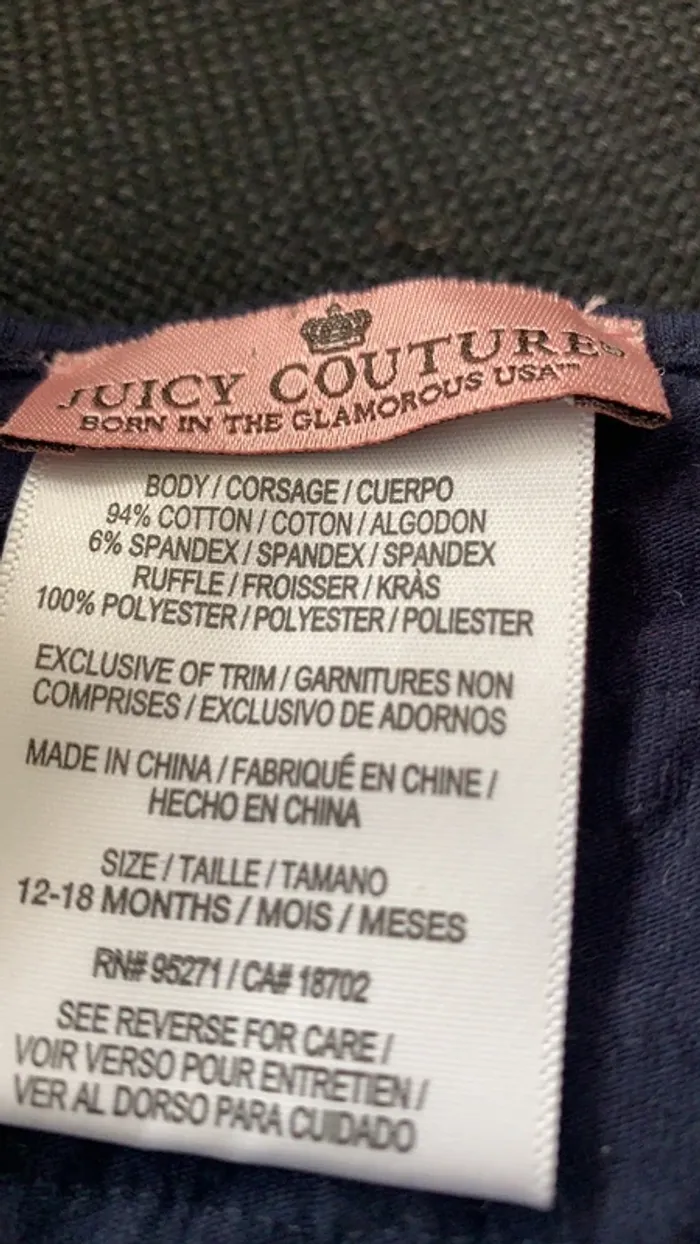 JUICY COUTURE®
BORN IN THE GLAMOROUS USA™
BODY / CORSAGE / CUERPO
94% COTTON / COTON / ALGODON
6% SPANDEX / SPANDEX / SPANDEX
RUFFLE / FROISSER / KRÀS
100% POLYESTER / POLYESTER / POLIESTER
EXCLUSIVE OF TRIM / GARNITURES NON
COMPRISES / EXCLUSIVO DE ADORNOS
MADE IN CHINA / FABRIQUÉ EN CHINE /
HECHO EN CHINA
SIZE / TAILLE / TAMANO
12-18 MONTHS / MOIS / MESES
RN# 95271 / CA# 18702
SEE REVERSE FOR CARE /
VOIR VERSO POUR ENTRETIEN /
VER AL DORSO PARA CUIDADO